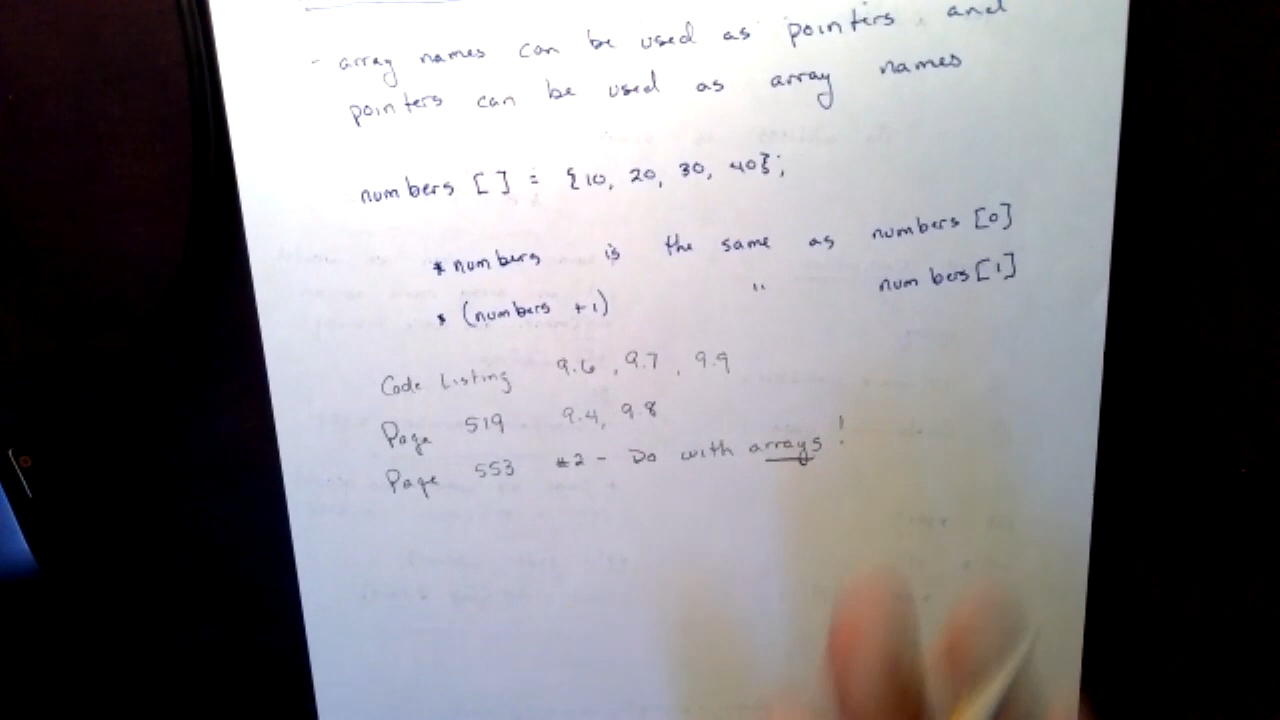 - array names can be used as pointers and
pointers can be used as array names
numbers [ ] = {10, 20, 30, 40};
*numbers is the same as numbers [0]
* (numbers +1) " numbers [1]
Code Listing 9.6, 9.7, 9.9
Page 519 9.4, 9.8
Page 553 #2 - Do with arrays!